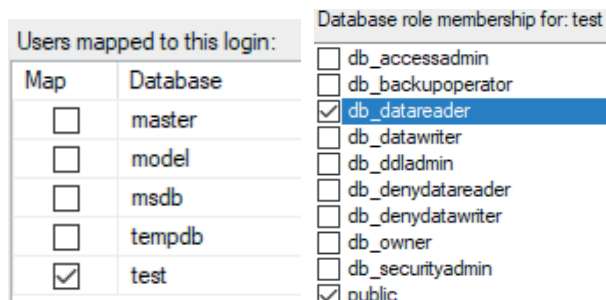 Users mapped to this login:
Map Database
master
model
msdb
tempdb
test
Database role membership for: test
db_accessadmin
db_backupoperator
db_datareader
db_datawriter
db_ddladmin
db_denydatareader
db_denydatawriter
db_owner
db_securityadmin
public